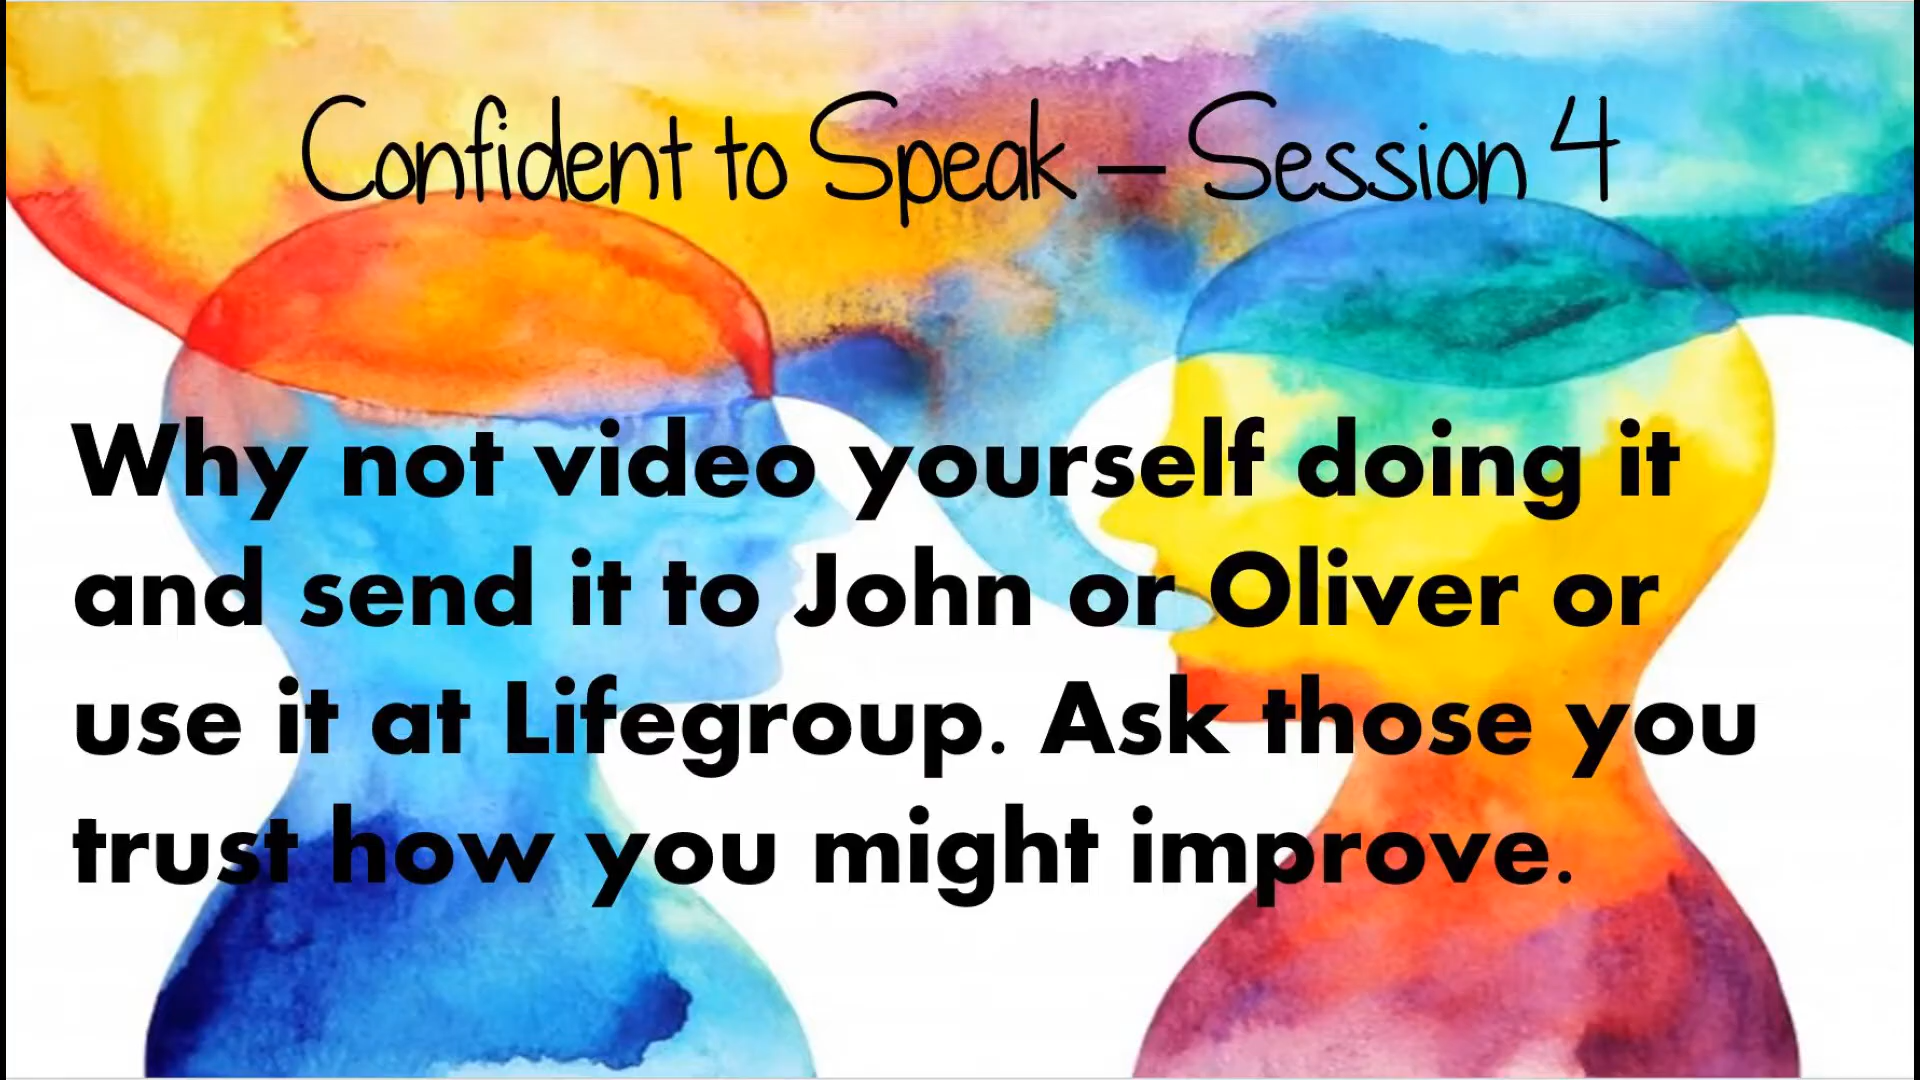 Confident to Speak – Session 4
Why not video yourself doing it
and send it to John or Oliver or
use it at Lifegroup. Ask those you
trust how you might improve.